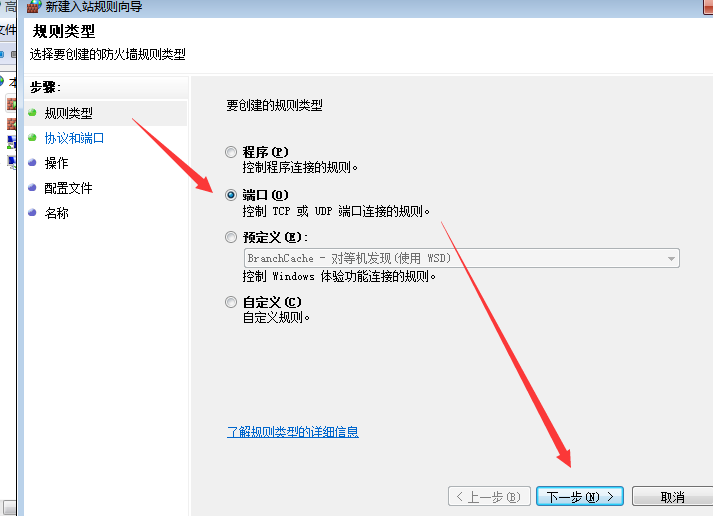 高
新建入站规则向导
文件
规则类型
选择要创建的防火墙规则类型
步骤:
本
规则类型
协议和端口
操作
配置文件
名称
要创建的规则类型
程序(P)
控制程序连接的规则。
端口(O)
控制 TCP 或 UDP 端口连接的规则。
预定义(E):
BranchCache - 对等机发现(使用 WSD)
控制 Windows 体验功能连接的规则。
自定义(C)
自定义规则。
了解规则类型的详细信息
< 上一步(B)
下一步(N) >
取消